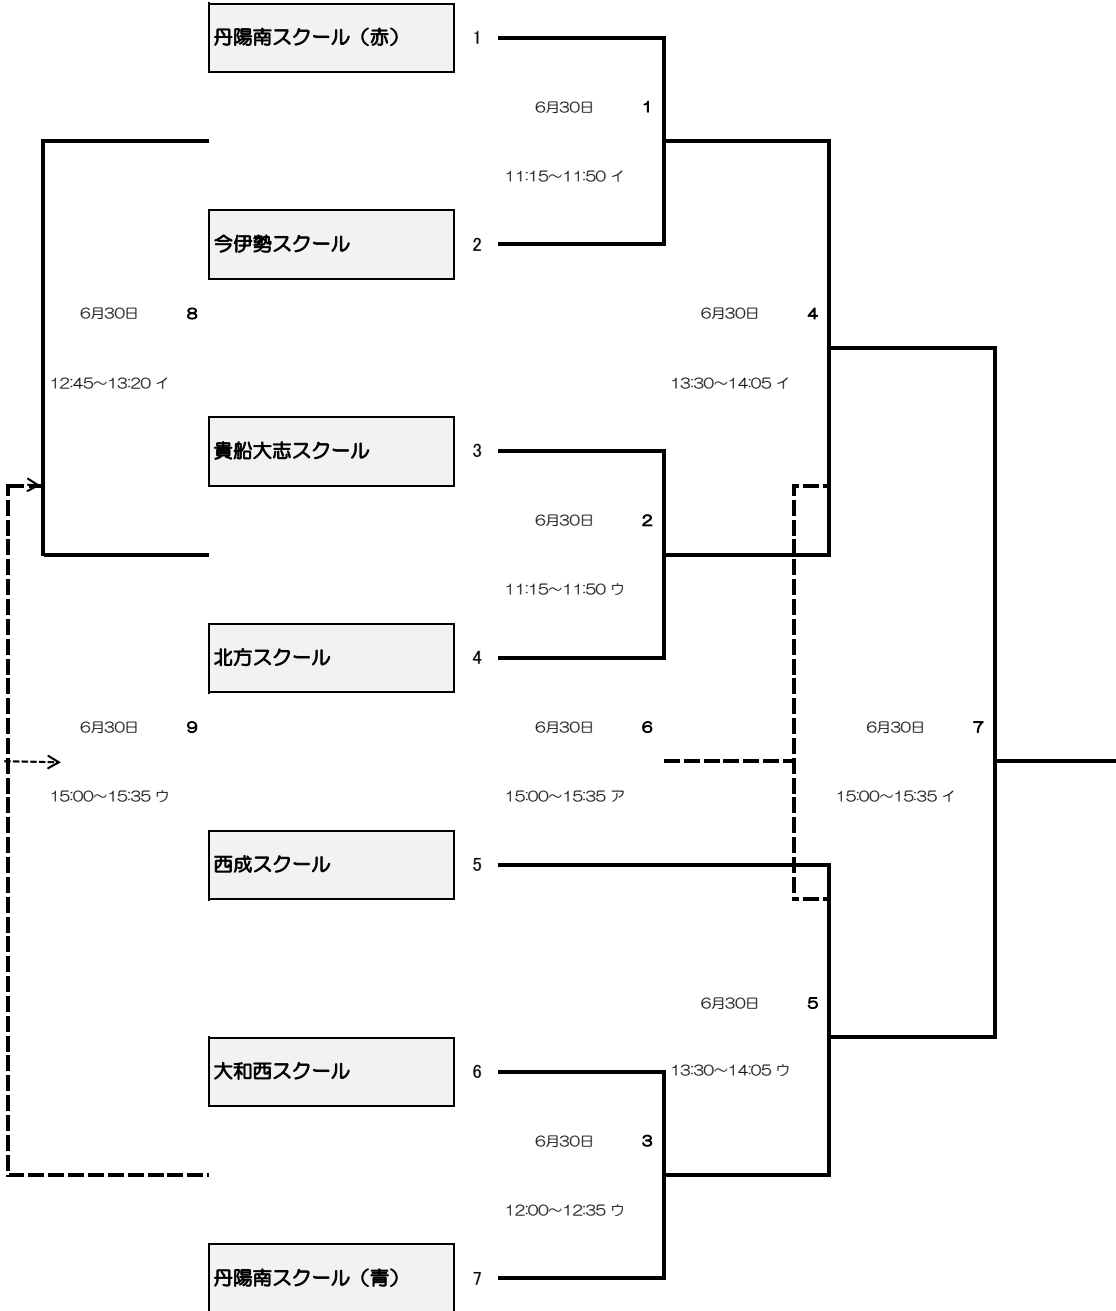 丹陽南スクール（赤） 1
6月30日 1
11:15～11:50 イ
今伊勢スクール 2
6月30日 8 6月30日 4
12:45～13:20 イ 13:30～14:05 イ
貴船大志スクール 3
6月30日 2
11:15～11:50 ウ
北方スクール 4
6月30日 9 6月30日 6 6月30日 7
15:00～15:35 ウ 15:00～15:35 ア 15:00～15:35 イ
西成スクール 5
6月30日 5
大和西スクール 6 13:30～14:05 ウ
6月30日 3
12:00～12:35 ウ
丹陽南スクール（青） 7